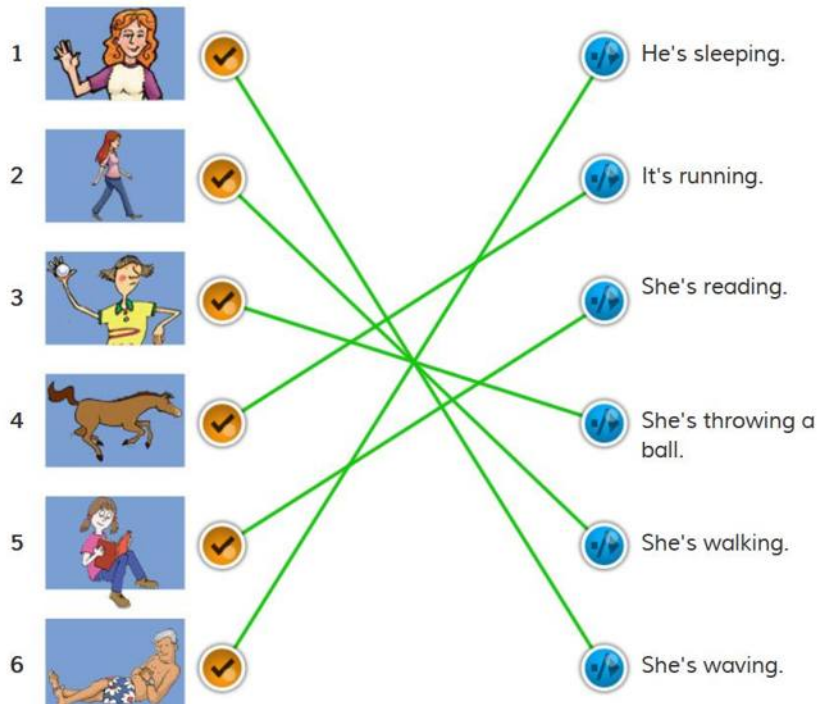 1 He's sleeping.
2 It's running.
3 She's reading.
4 She's throwing a
ball.
5 She's walking.
6 She's waving.